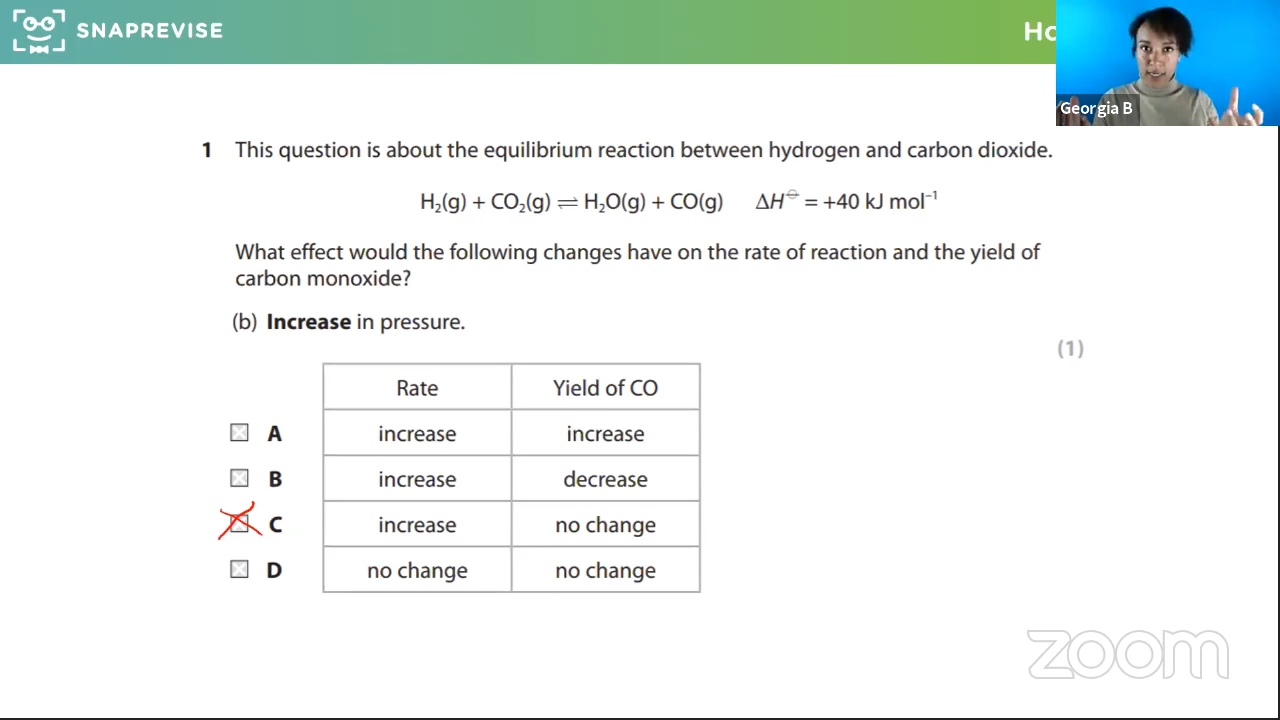 SNAPREVISE
Ho
Georgia B
1 This question is about the equilibrium reaction between hydrogen and carbon dioxide.
H₂(g) + CO₂(g) ⇌ H₂O(g) + CO(g) ΔH⦵ = +40 kJ mol⁻¹
What effect would the following changes have on the rate of reaction and the yield of
carbon monoxide?
(b) Increase in pressure.
(1)
Rate Yield of CO
A increase increase
B increase decrease
C increase no change
D no change no change
zoom